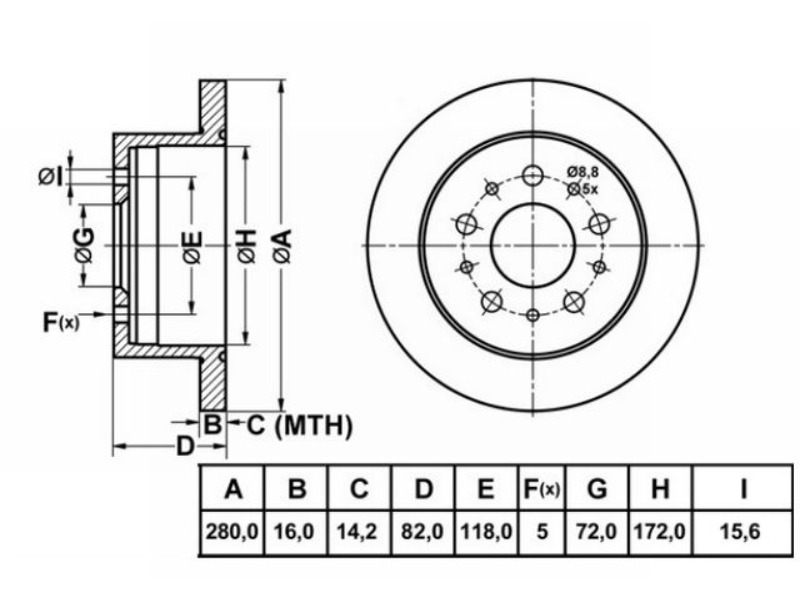 ØI
ØG
ØE
ØH
ØA
F(x)
Ø8,8
5x
B
C (MTH)
D
A B C D E F(x) G H I
280,0 16,0 14,2 82,0 118,0 5 72,0 172,0 15,6